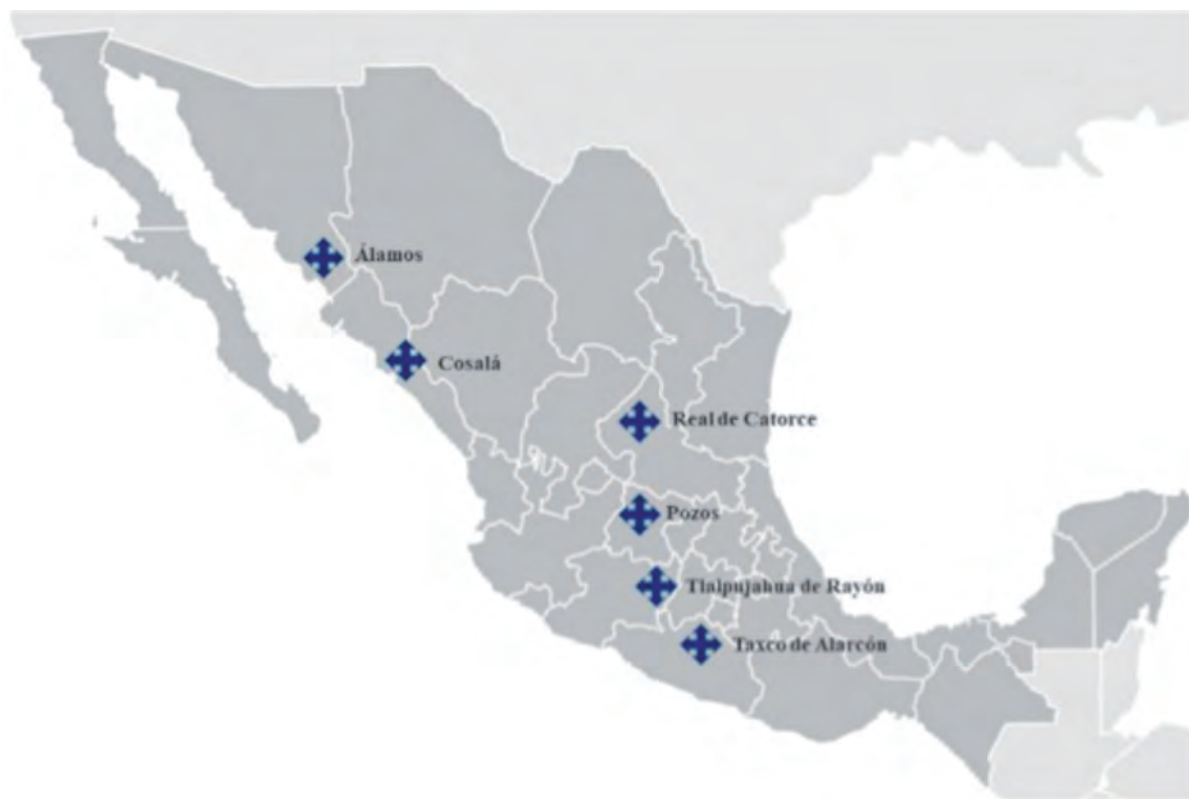 Álamos
Cosalá
Real de Catorce
Pozos
Tlalpujahua de Rayón
Taxco de Alarcón